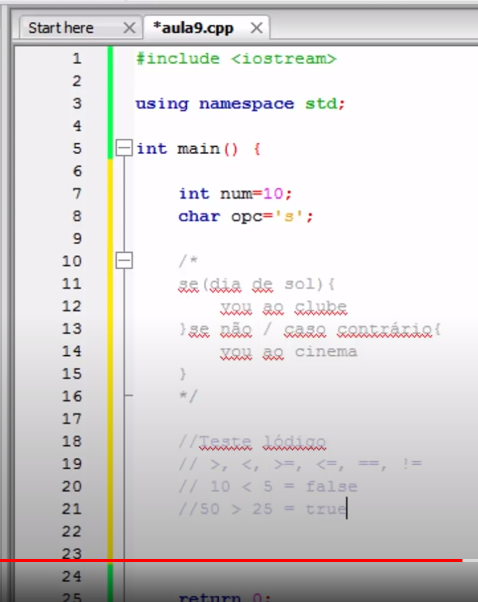 Start here
*aula9.cpp
1 #include <iostream>
2
3 using namespace std;
4
5 int main() {
6
7 int num=10;
8 char opc='s';
9
10 /*
11 se(dia de sol){
12 vou ao clube
13 }se não / caso contrário{
14 vou ao cinema
15 }
16 */
17
18 //Teste lódigo
19 // >, <, >=, <=, ==, !=
20 // 10 < 5 = false
21 //50 > 25 = true
22
23
24
25 return 0;